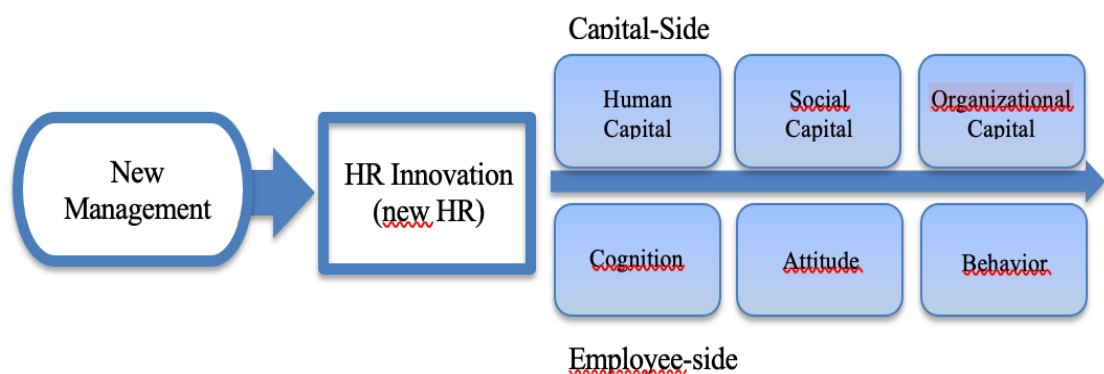 Capital-Side
Human
Capital
Social
Capital
Organizational
Capital
New
Management
HR Innovation
(new HR)
Cognition
Attitude
Behavior
Employee-side